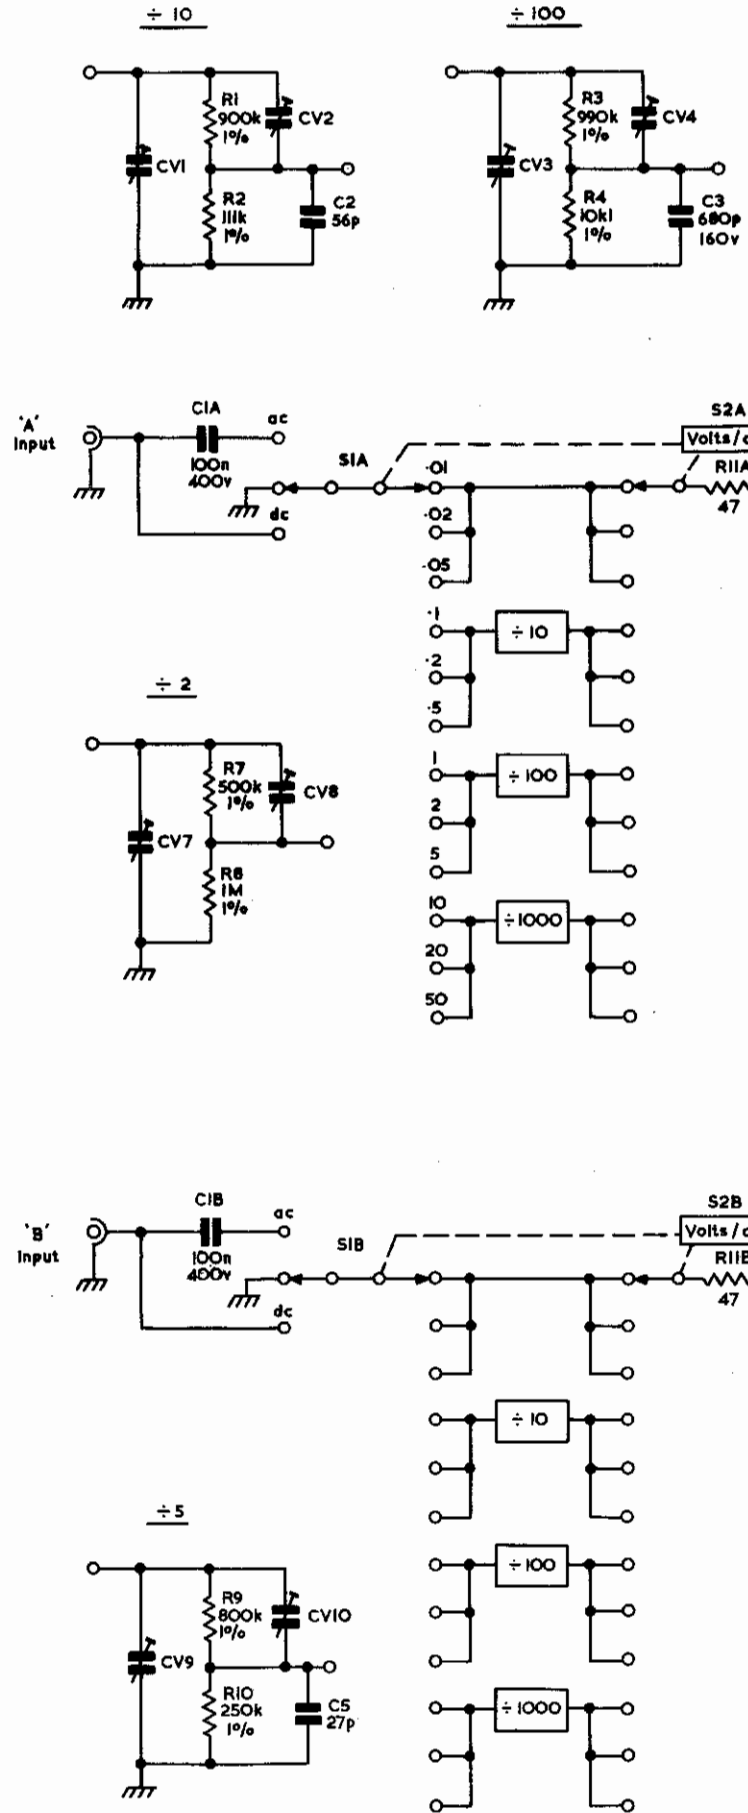 ÷ 10
÷ 100
R1
900k
1%
CV2
CV1
R2
111k
1%
C2
56p
R3
990k
1%
CV4
CV3
R4
10k1
1%
C3
680p
160v
'A'
Input
C1A
100n
400v
ac
dc
S1A
S2A
Volts/c
R11A
47
·01
·02
·05
·1
÷ 10
·2
·5
÷ 2
R7
500k
1%
CV8
CV7
R8
1M
1%
1
÷ 100
2
5
10
÷ 1000
20
50
'B'
Input
C1B
100n
400v
ac
dc
S1B
S2B
Volts/c
R11B
47
÷ 10
÷ 100
÷ 1000
÷ 5
R9
800k
1%
CV10
CV9
R10
250k
1%
C5
27p